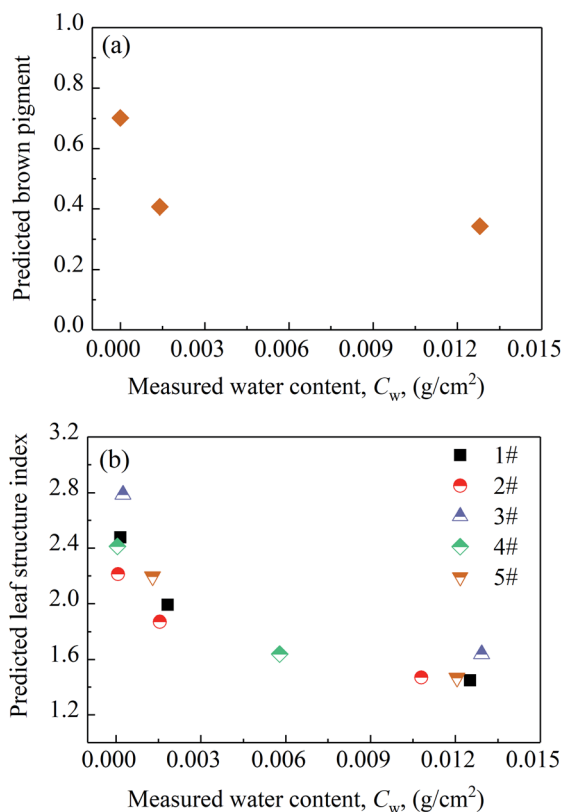 (a)
1.0
0.8
0.6
0.4
0.2
0.0
Predicted brown pigment
0.000 0.003 0.006 0.009 0.012 0.015
Measured water content, Cw, (g/cm2)
(b)
3.2
2.8
2.4
2.0
1.6
1.2
Predicted leaf structure index
1#
2#
3#
4#
5#
0.000 0.003 0.006 0.009 0.012 0.015
Measured water content, Cw, (g/cm2)